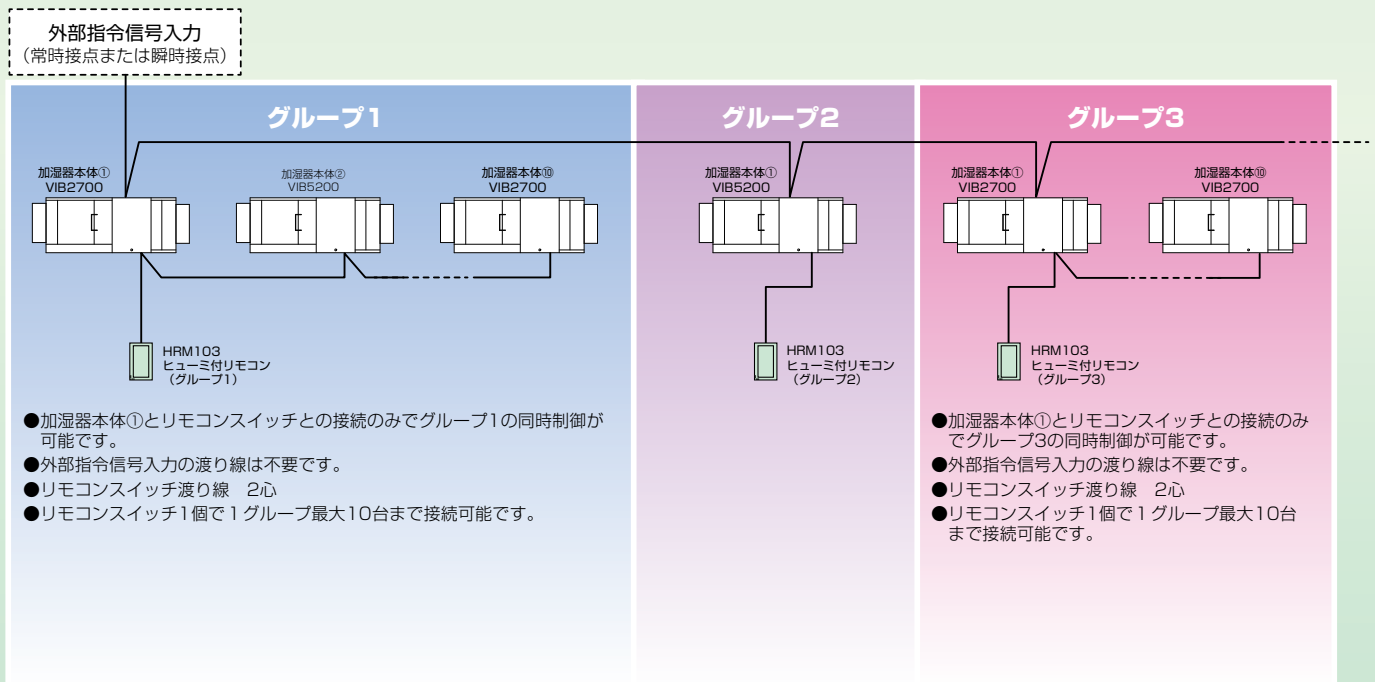 外部指令信号入力
（常時接点または瞬時接点）
グループ1
加湿器本体①
VIB2700
加湿器本体②
VIB5200
加湿器本体⑩
VIB2700
HRM103
ヒューミ付リモコン
（グループ1）
●加湿器本体①とリモコンスイッチとの接続のみでグループ1の同時制御が
可能です。
●外部指令信号入力の渡り線は不要です。
●リモコンスイッチ渡り線　2心
●リモコンスイッチ1個で1グループ最大10台まで接続可能です。
グループ2
加湿器本体①
VIB5200
HRM103
ヒューミ付リモコン
（グループ2）
グループ3
加湿器本体①
VIB2700
加湿器本体⑩
VIB2700
HRM103
ヒューミ付リモコン
（グループ3）
●加湿器本体①とリモコンスイッチとの接続のみ
でグループ3の同時制御が可能です。
●外部指令信号入力の渡り線は不要です。
●リモコンスイッチ渡り線　2心
●リモコンスイッチ1個で1グループ最大10台
まで接続可能です。